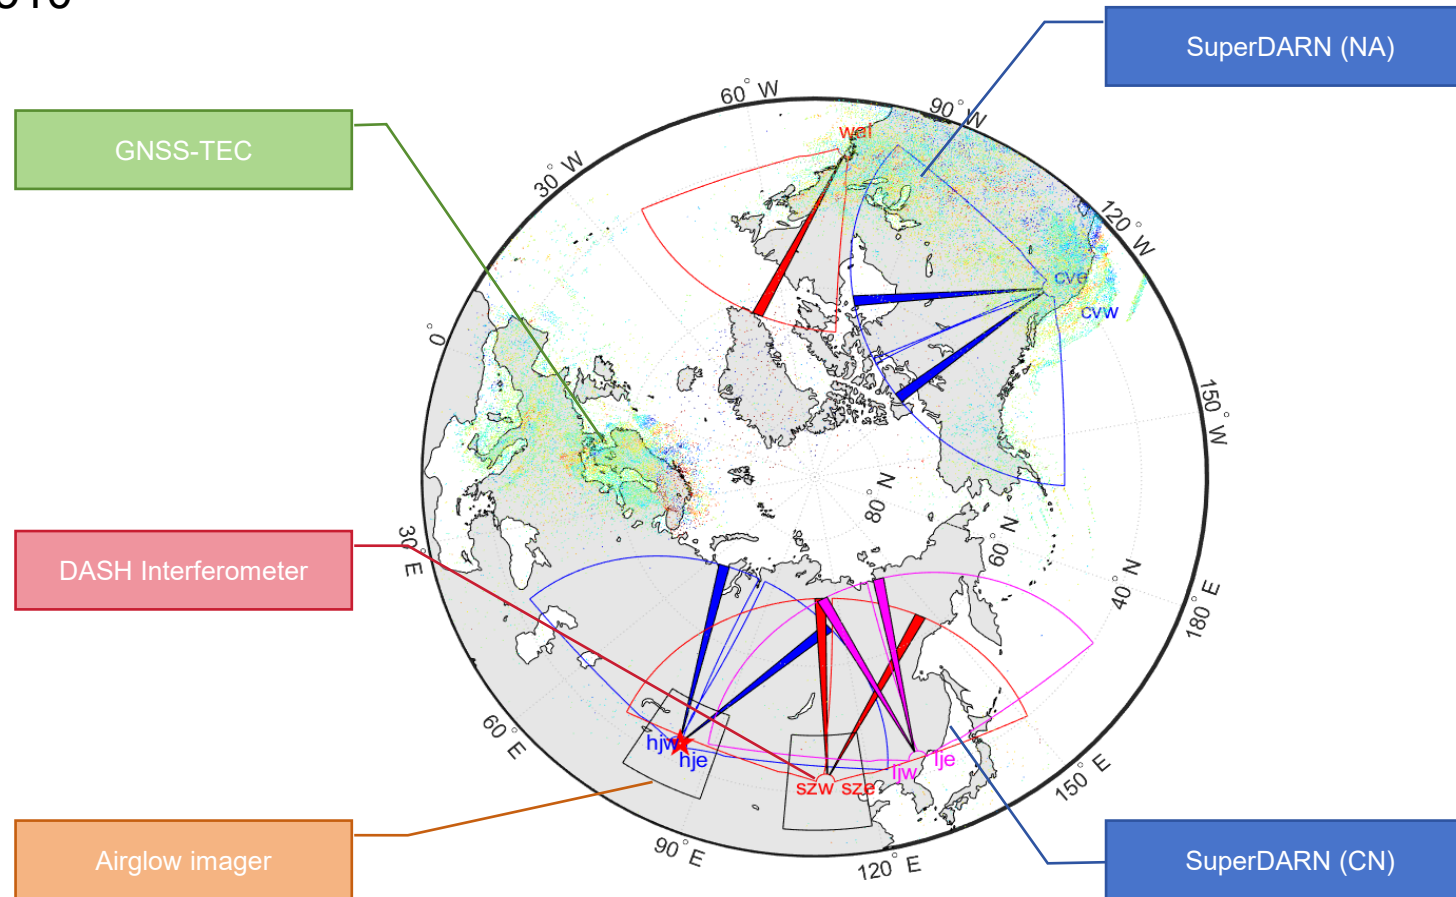 SuperDARN (NA)
60° W
90° W
GNSS-TEC
wal
30° W
120° W
cve
cvw
0°
150° W
80° N
60° N
30° E
DASH Interferometer
40° N
180° E
60° E
hjw
hje
ljw
lje
szw
sze
150° E
90° E
120° E
Airglow imager
SuperDARN (CN)